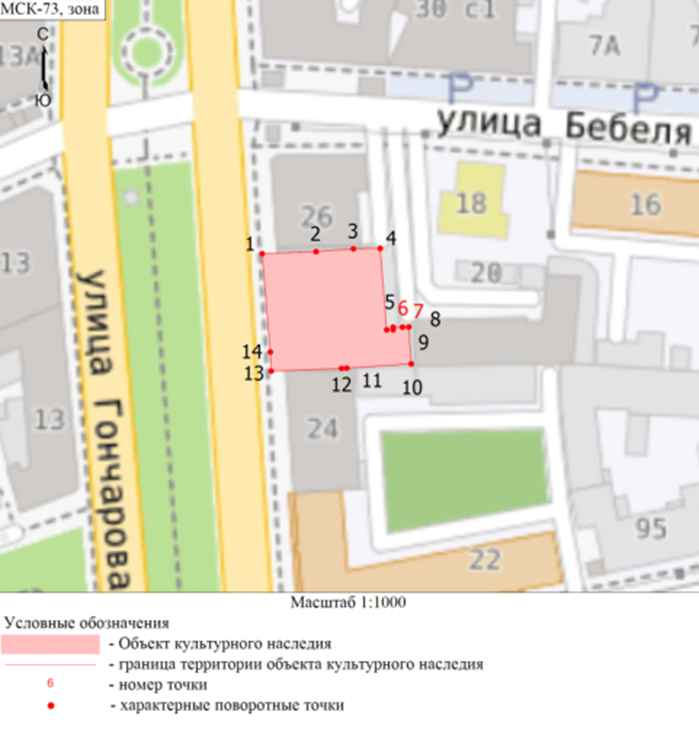 МСК-73, зона
С
Ю
13А
30 с1
7А
7
P
P
улица Бебеля
26
18
16
20
13
1
2
3
4
5
6
7
8
9
10
11
12
13
14
улица Гончарова
13
24
22
95
Масштаб 1:1000
Условные обозначения
- Объект культурного наследия
- граница территории объекта культурного наследия
6 - номер точки
- характерные поворотные точки